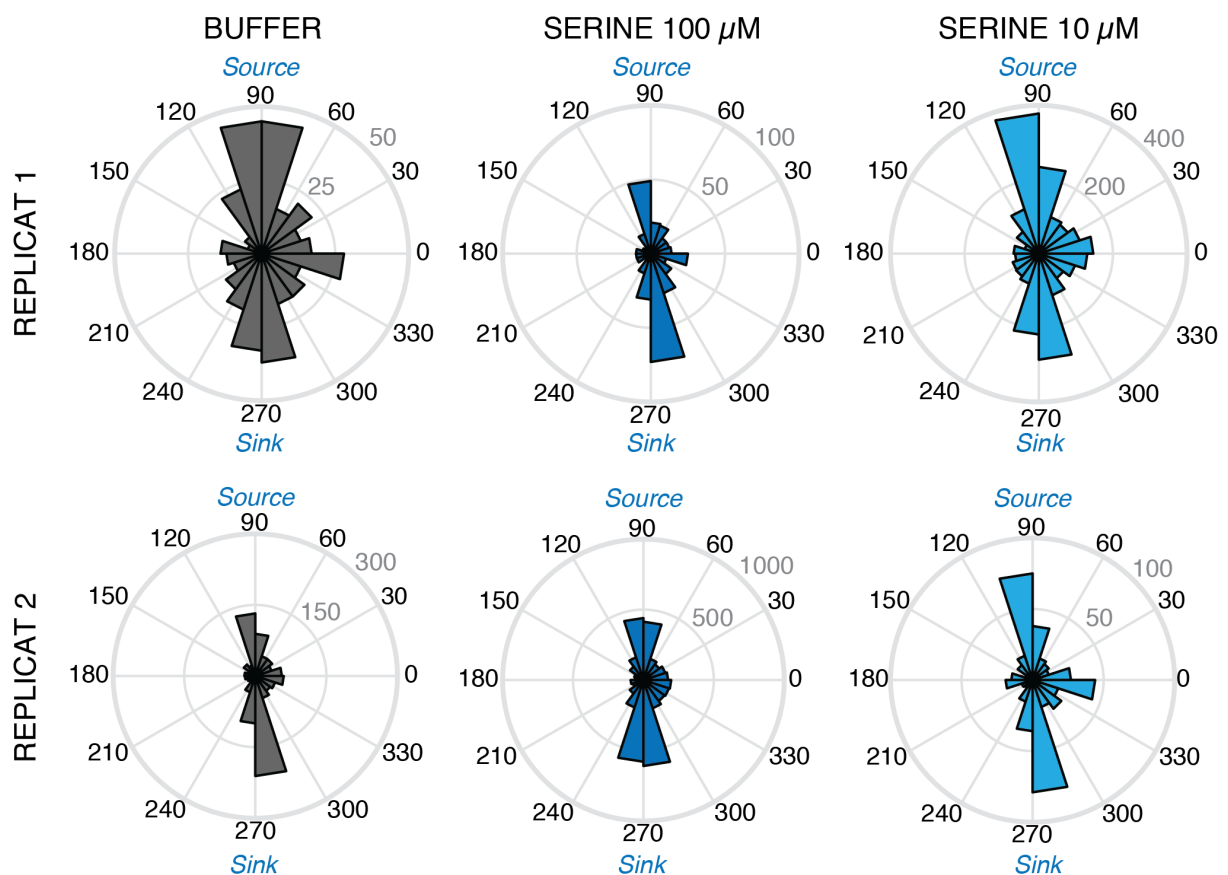 BUFFER SERINE 100 µM SERINE 10 µM
Source Source Source
REPLICAT 1
90 90 90
120 60 50 120 60 100 120 60 400
150 25 30 150 50 30 150 200 30
180 0 180 0 180 0
210 330 210 330 210 330
240 300 240 300 240 300
270 270 270
Sink Sink Sink
REPLICAT 2
Source Source Source
90 90 90
120 60 300 120 60 1000 120 60 100
150 150 30 150 500 30 150 50 30
180 0 180 0 180 0
210 330 210 330 210 330
240 300 240 300 240 300
270 270 270
Sink Sink Sink